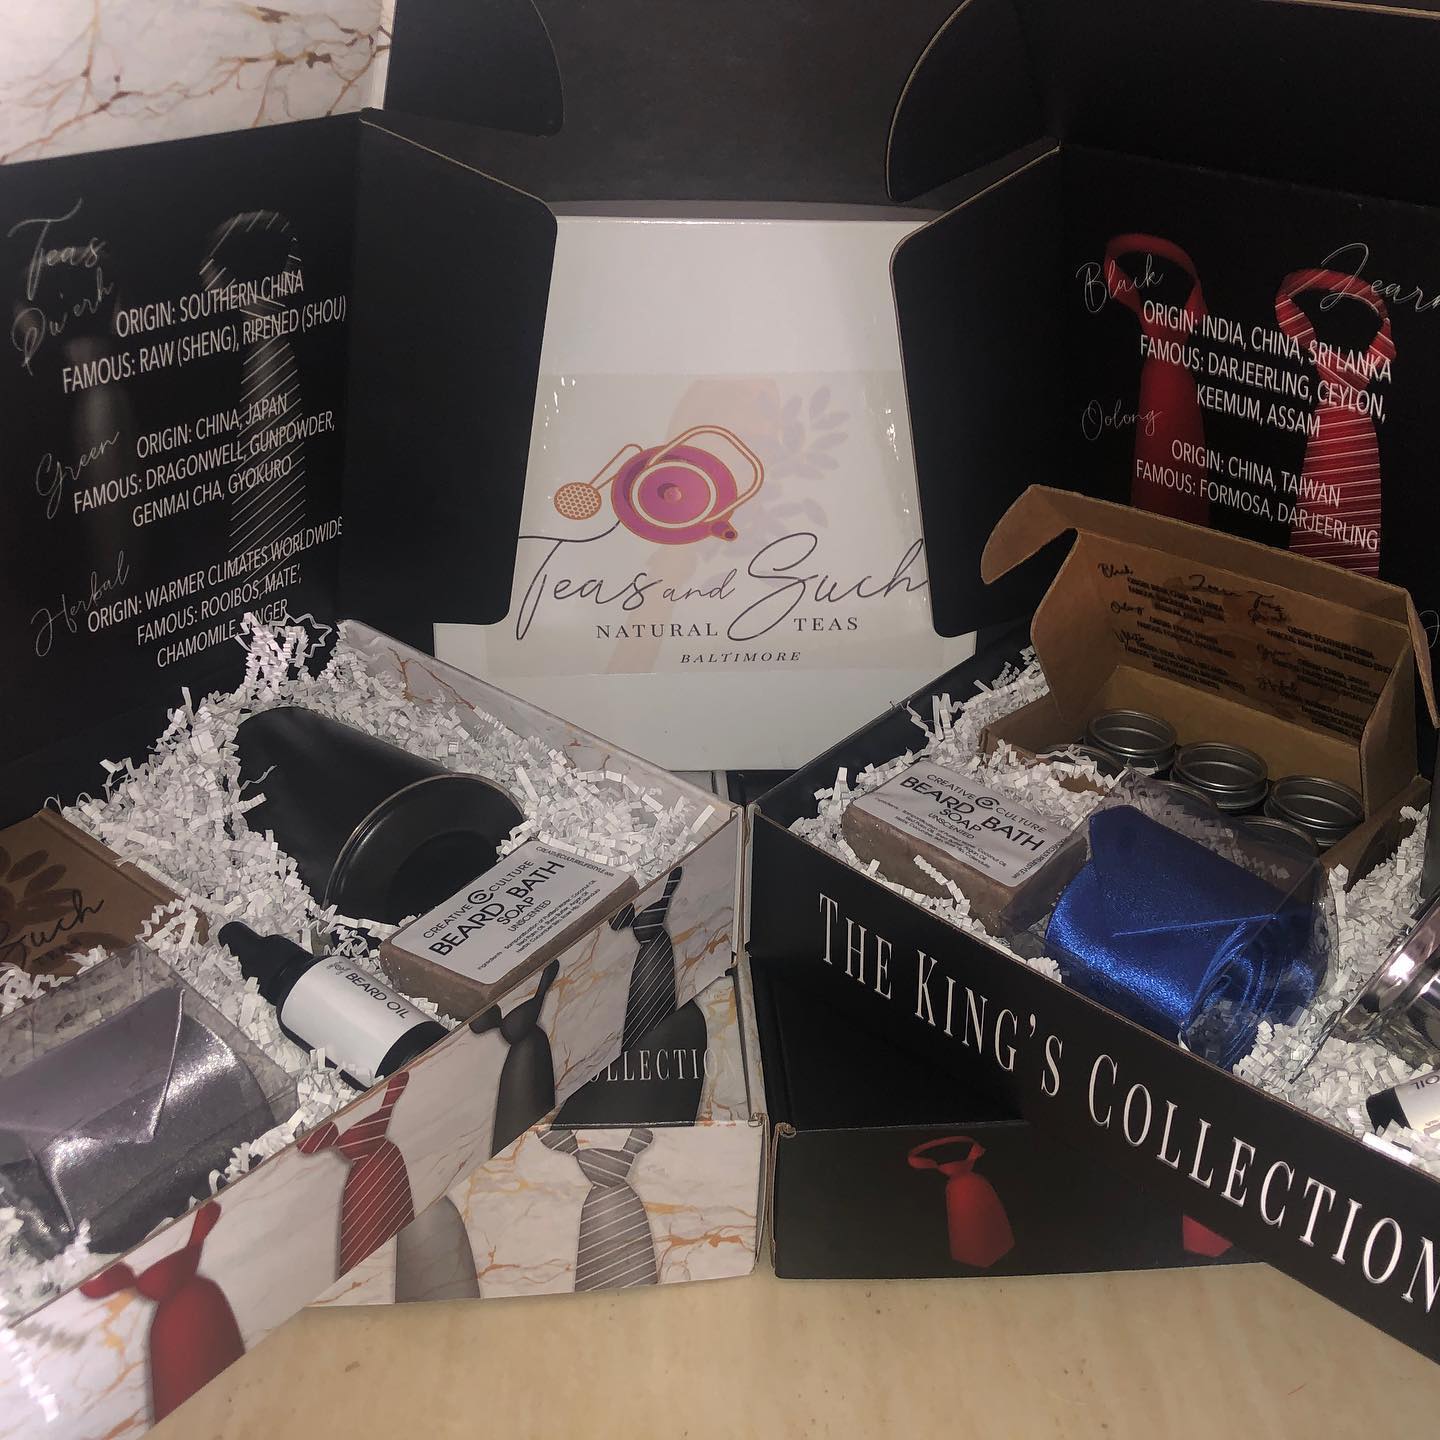 Teas
Pu'erh
ORIGIN: SOUTHERN CHINA
FAMOUS: RAW (SHENG), RIPENED (SHOU)
Green
ORIGIN: CHINA, JAPAN
FAMOUS: DRAGONWELL, GUNPOWDER,
GENMAI CHA, GYOKURO
Herbal
ORIGIN: WARMER CLIMATES WORLDWIDE
FAMOUS: ROOIBOS, MATE',
CHAMOMILE, GINGER
Teas and Such
NATURAL TEAS
BALTIMORE
Black
Learn
ORIGIN: INDIA, CHINA, SRI LANKA
FAMOUS: DARJEERLING, CEYLON,
KEEMUM, ASSAM
Oolong
ORIGIN: CHINA, TAIWAN
FAMOUS: FORMOSA, DARJEERLING
Such
CREATIVE CULTURE
BEARD BATH
SOAP
UNSCENTED
BEARD OIL
CREATIVE CULTURE
BEARD BATH
SOAP
UNSCENTED
THE KING'S COLLECTION
OLLECTIO